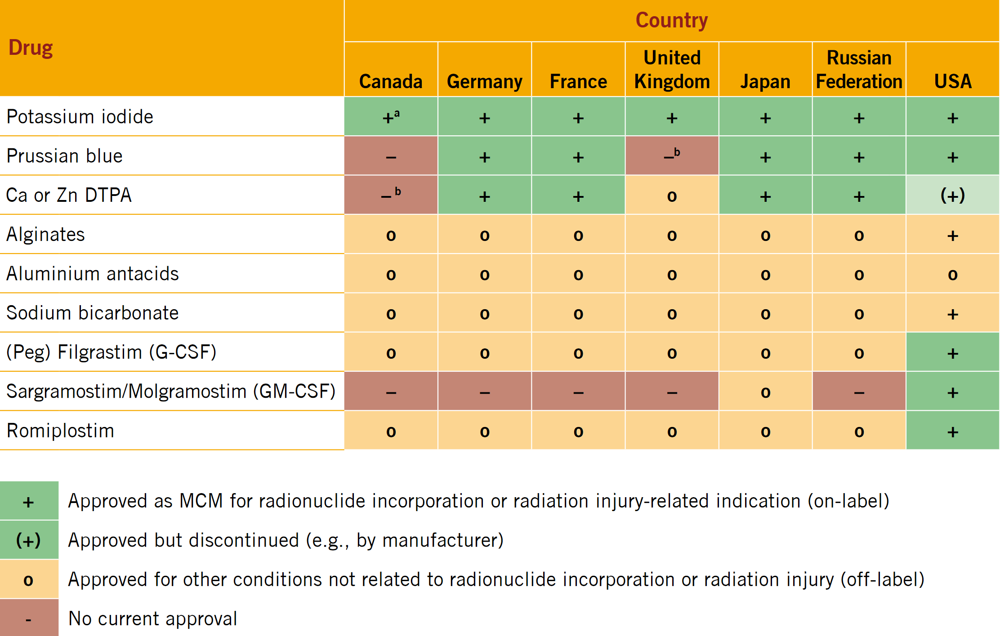 Drug
Country
Canada Germany France United Kingdom Japan Russian Federation USA
Potassium iodide +ᵃ + + + + + +
Prussian blue – + + –ᵇ + + +
Ca or Zn DTPA – ᵇ + + o + + (+)
Alginates o o o o o o +
Aluminium antacids o o o o o o o
Sodium bicarbonate o o o o o o +
(Peg) Filgrastim (G-CSF) o o o o o o +
Sargramostim/Molgramostim (GM-CSF) – – – – o – +
Romiplostim o o o o o o +
+ Approved as MCM for radionuclide incorporation or radiation injury-related indication (on-label)
(+) Approved but discontinued (e.g., by manufacturer)
o Approved for other conditions not related to radionuclide incorporation or radiation injury (off-label)
- No current approval